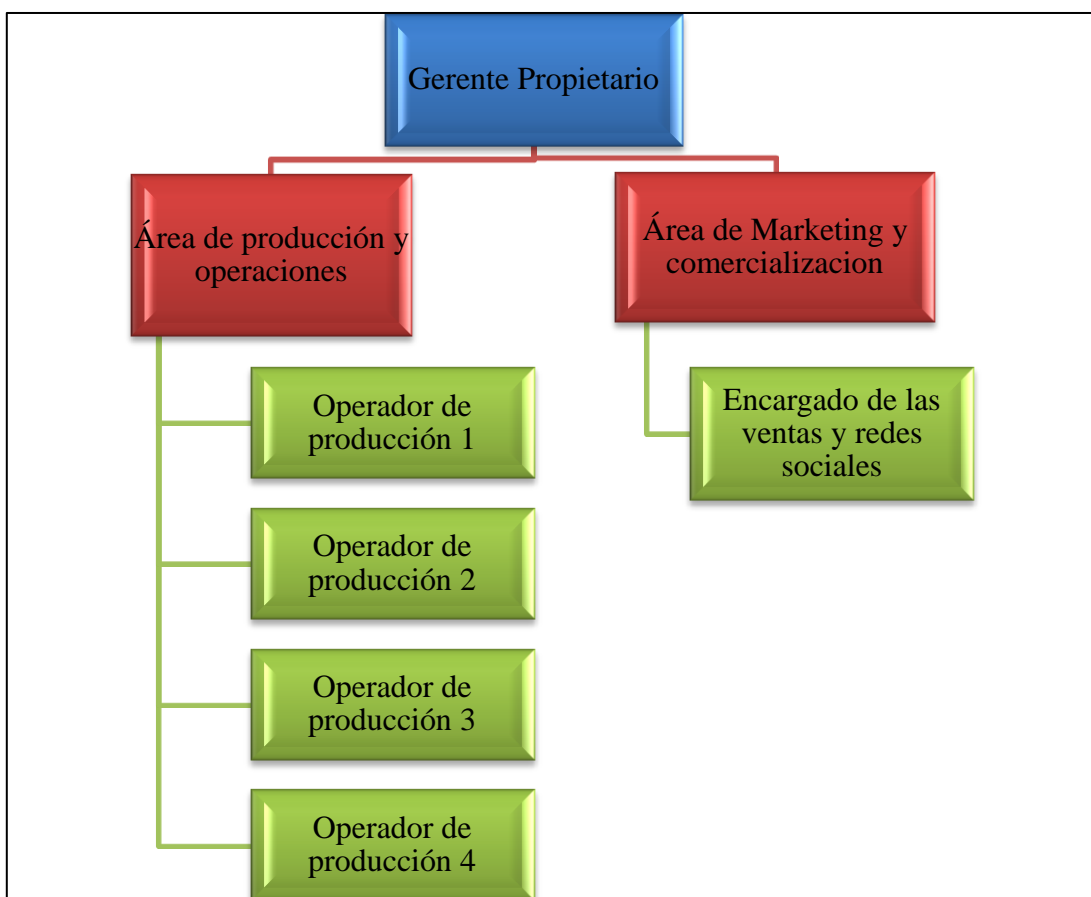 Gerente Propietario
Área de producción y
operaciones
Área de Marketing y
comercializacion
Operador de
producción 1
Operador de
producción 2
Operador de
producción 3
Operador de
producción 4
Encargado de las
ventas y redes
sociales